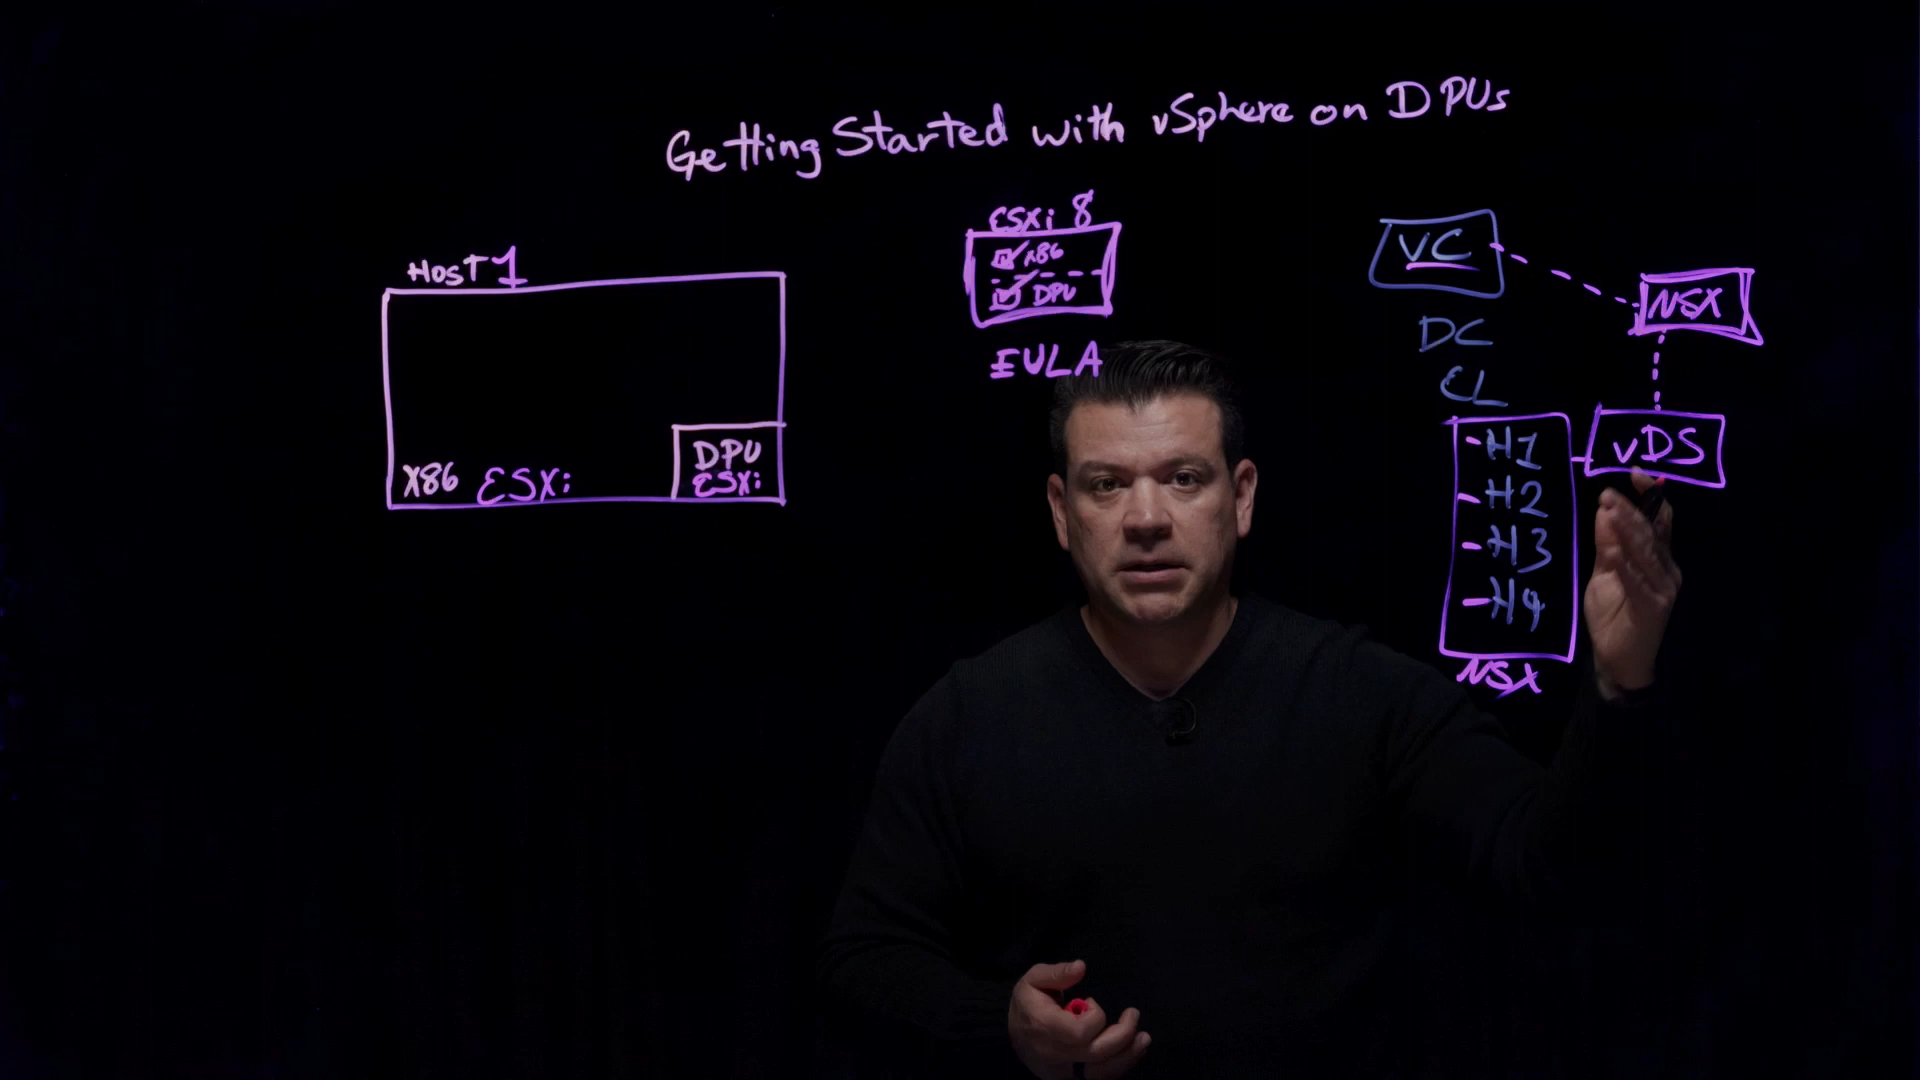 Getting Started with vSphere on DPUs
HOST 1
X86 ESXi
DPU
ESXi
ESXi 8
X86
DPU
EULA
VC
DC
CL
H1
H2
H3
H4
NSX
NSX
vDS